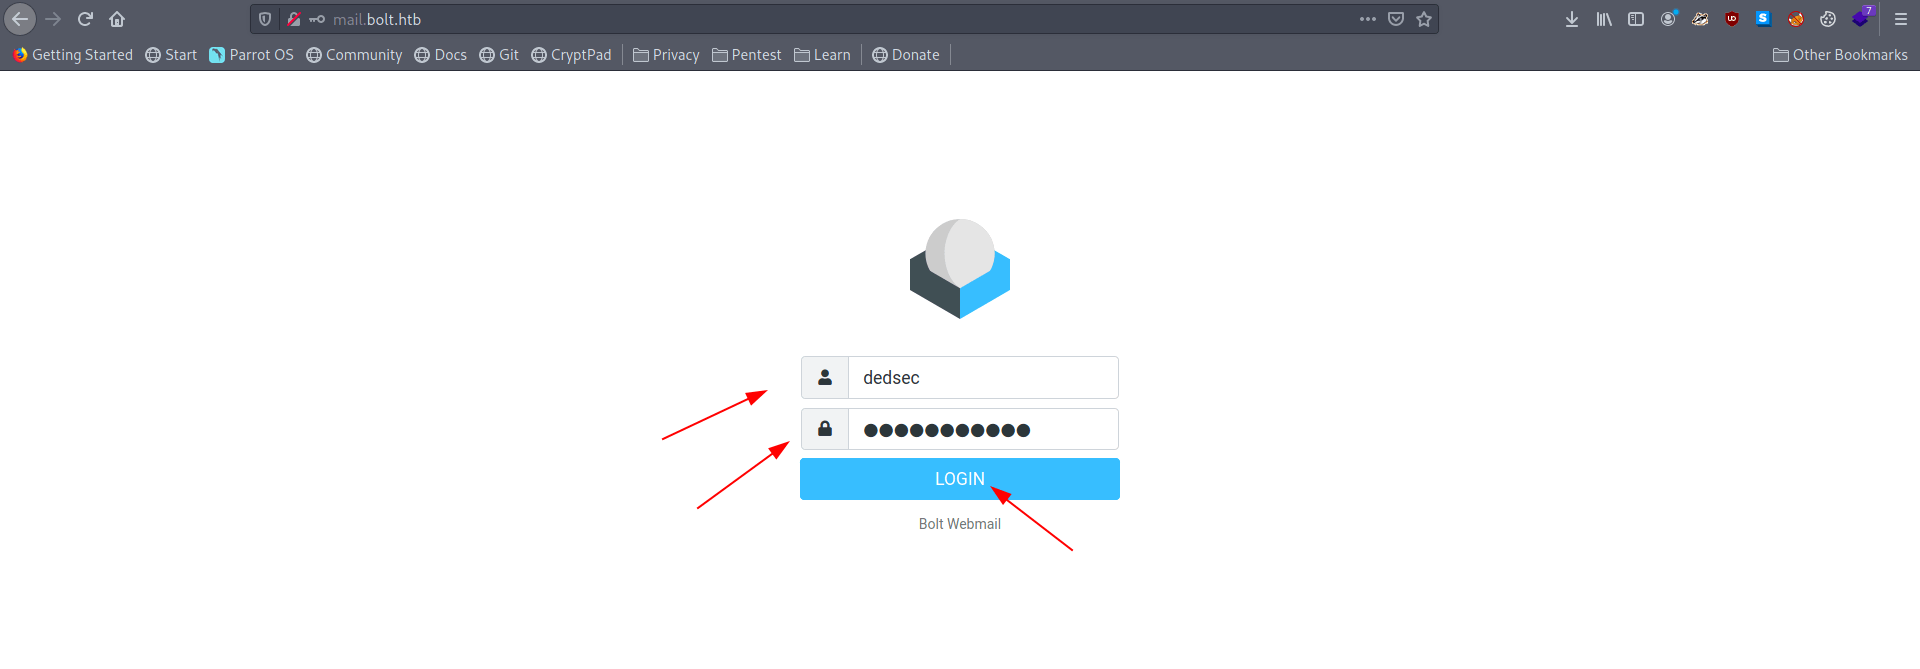 mail.bolt.htb
7
Getting Started Start Parrot OS Community Docs Git CryptPad Privacy Pentest Learn Donate Other Bookmarks
dedsec
●●●●●●●●●●●
LOGIN
Bolt Webmail